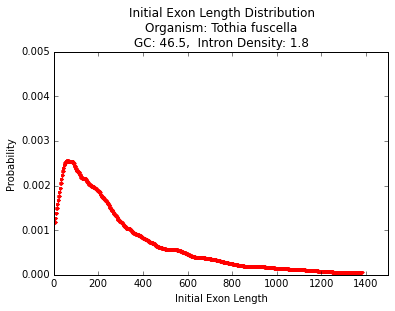 Initial Exon Length Distribution
Organism: Tothia fuscella
GC: 46.5,  Intron Density: 1.8
0.005
0.004
0.003
0.002
0.001
0.000
Probability
0 200 400 600 800 1000 1200 1400
Initial Exon Length